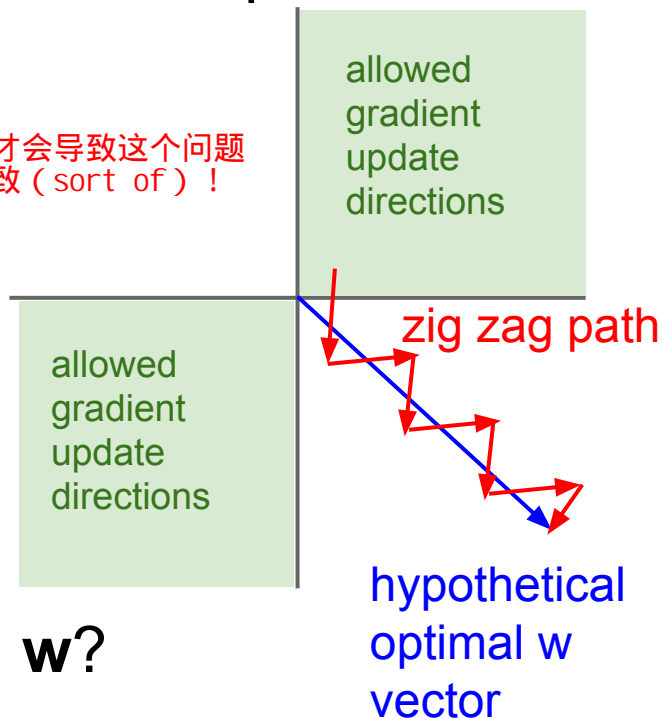 allowed
gradient
update
directions
才会导致这个问题
致（sort of）！
zig zag path
allowed
gradient
update
directions
hypothetical
optimal w
vector
w?